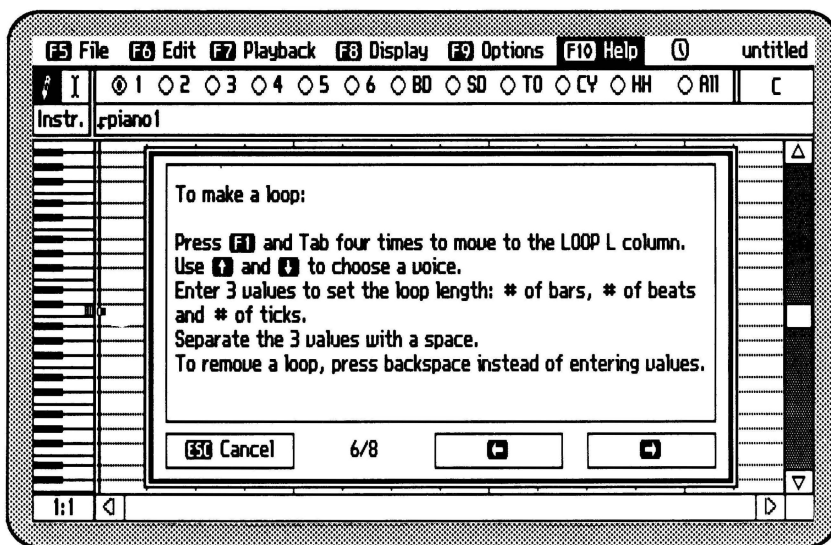 F5 File F6 Edit F7 Playback F8 Display F9 Options F10 Help untitled
1 2 3 4 5 6 BD SD TO CY HH All C
Instr. piano1
To make a loop:
Press F1 and Tab four times to move to the LOOP L column.
Use ↑ and ↓ to choose a voice.
Enter 3 values to set the loop length: # of bars, # of beats
and # of ticks.
Separate the 3 values with a space.
To remove a loop, press backspace instead of entering values.
ESC Cancel 6/8 ← →
1:1